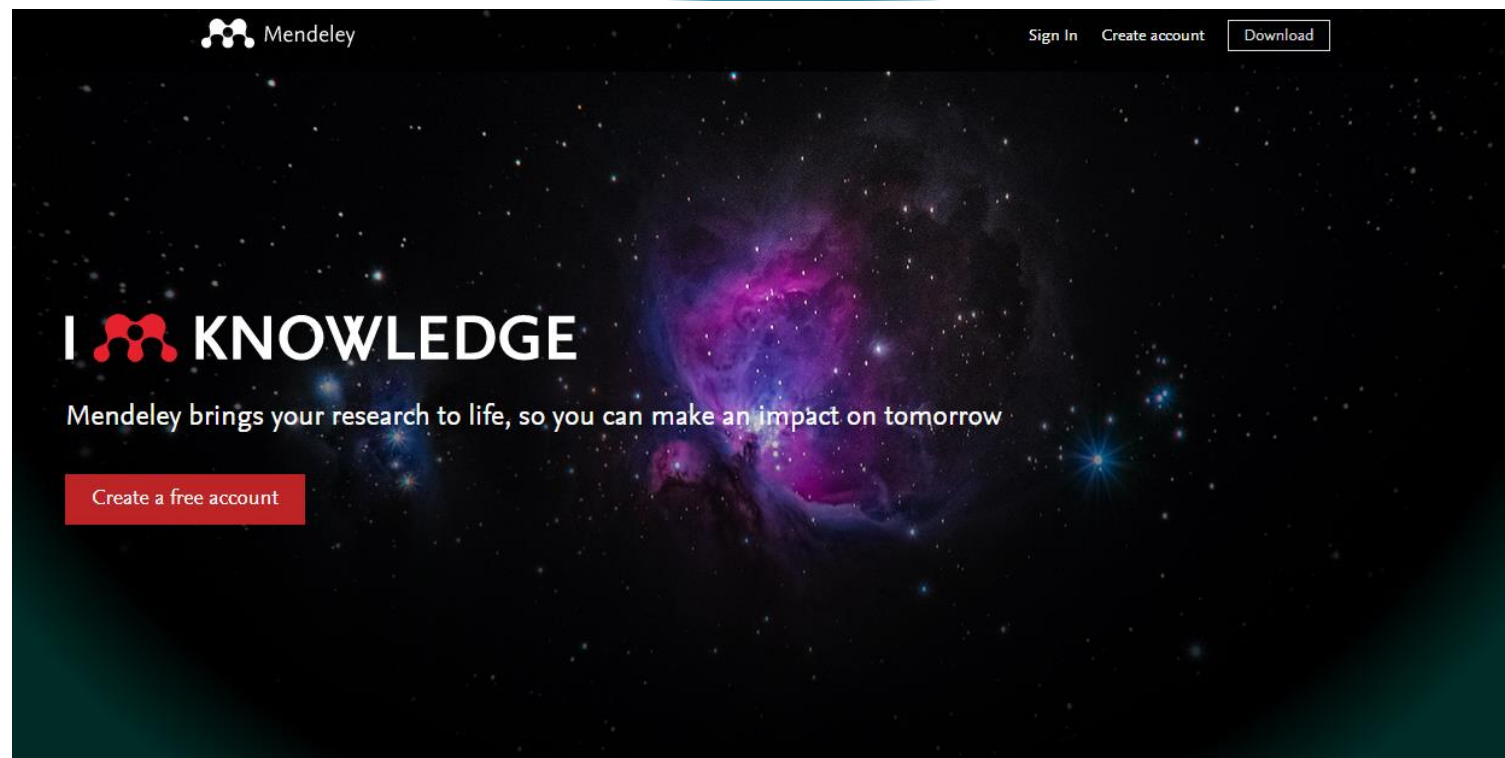 Mendeley
Sign In Create account Download
I KNOWLEDGE
Mendeley brings your research to life, so you can make an impact on tomorrow
Create a free account